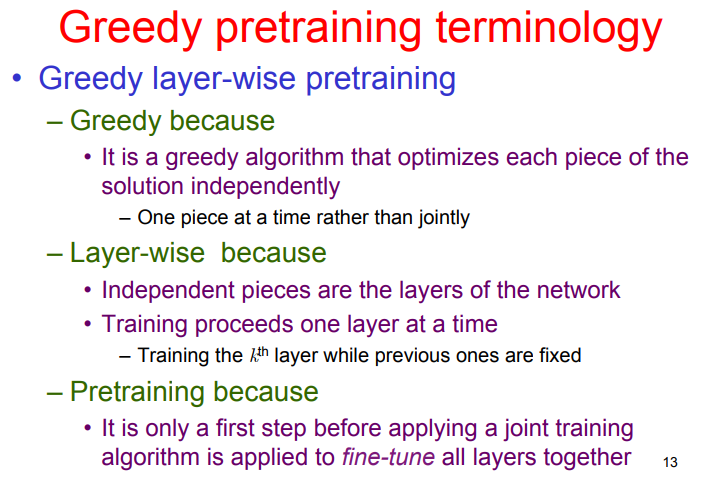 Greedy pretraining terminology
• Greedy layer-wise pretraining
– Greedy because
• It is a greedy algorithm that optimizes each piece of the
solution independently
– One piece at a time rather than jointly
– Layer-wise because
• Independent pieces are the layers of the network
• Training proceeds one layer at a time
– Training the kth layer while previous ones are fixed
– Pretraining because
• It is only a first step before applying a joint training
algorithm is applied to fine-tune all layers together
13